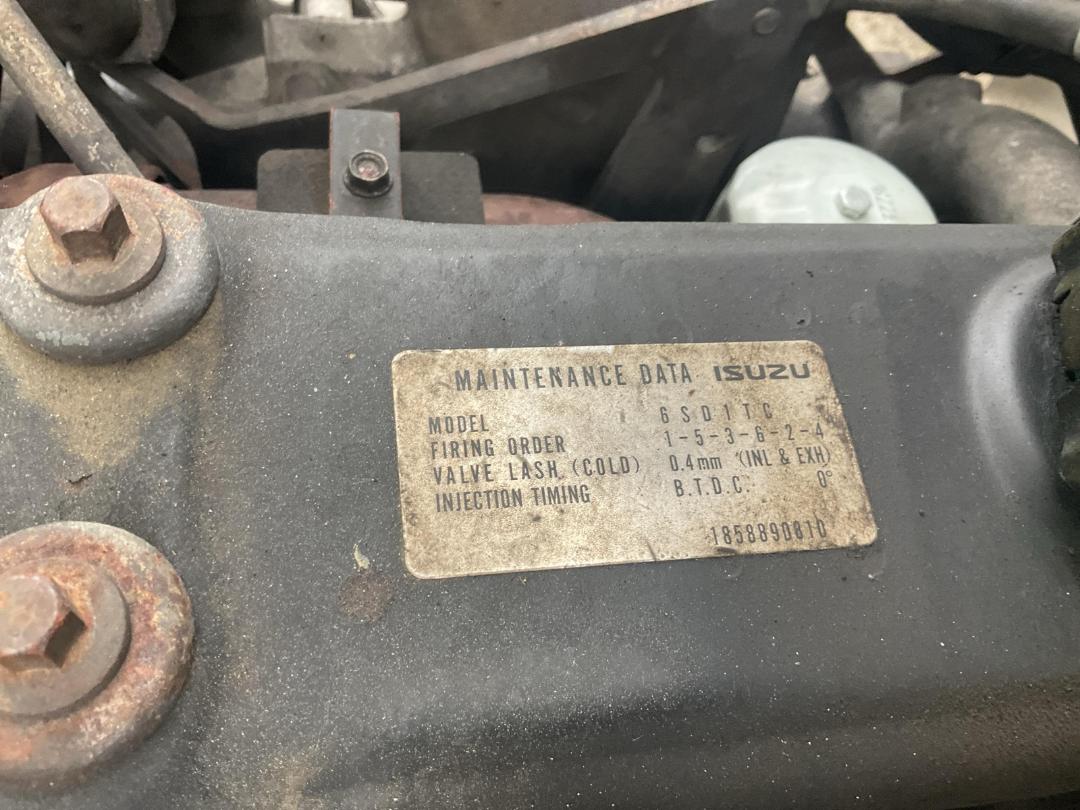 MAINTENANCE DATA ISUZU
MODEL 6SD1TC
FIRING ORDER 1-5-3-6-2-4
VALVE LASH (COLD) 0.4mm (INL & EXH)
INJECTION TIMING B.T.D.C. 0°
1858890810